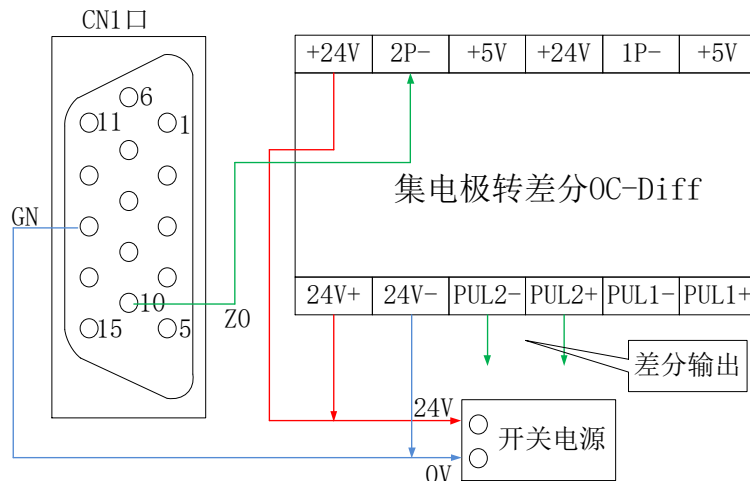 CN1口
6
11
1
GN
10
ZO
15
5
+24V 2P- +5V +24V 1P- +5V
集电极转差分OC-Diff
24V+ 24V- PUL2- PUL2+ PUL1- PUL1+
差分输出
24V
开关电源
0V